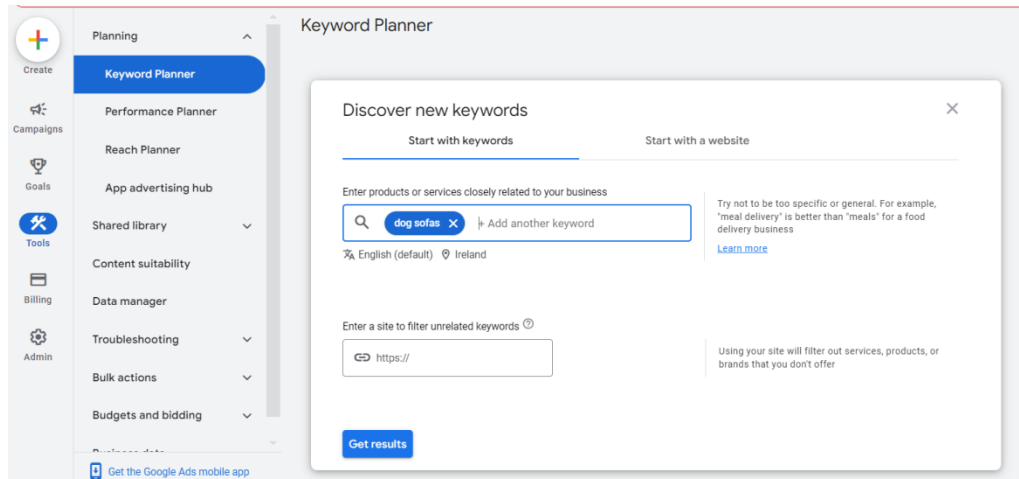 Create
Campaigns
Goals
Tools
Billing
Admin
Planning
Keyword Planner
Performance Planner
Reach Planner
App advertising hub
Shared library
Content suitability
Data manager
Troubleshooting
Bulk actions
Budgets and bidding
Get the Google Ads mobile app
Keyword Planner
Discover new keywords
Start with keywords
Start with a website
Enter products or services closely related to your business
dog sofas
+ Add another keyword
English (default)
Ireland
Try not to be too specific or general. For example,
"meal delivery" is better than "meals" for a food
delivery business
Learn more
Enter a site to filter unrelated keywords
https://
Using your site will filter out services, products, or
brands that you don't offer
Get results